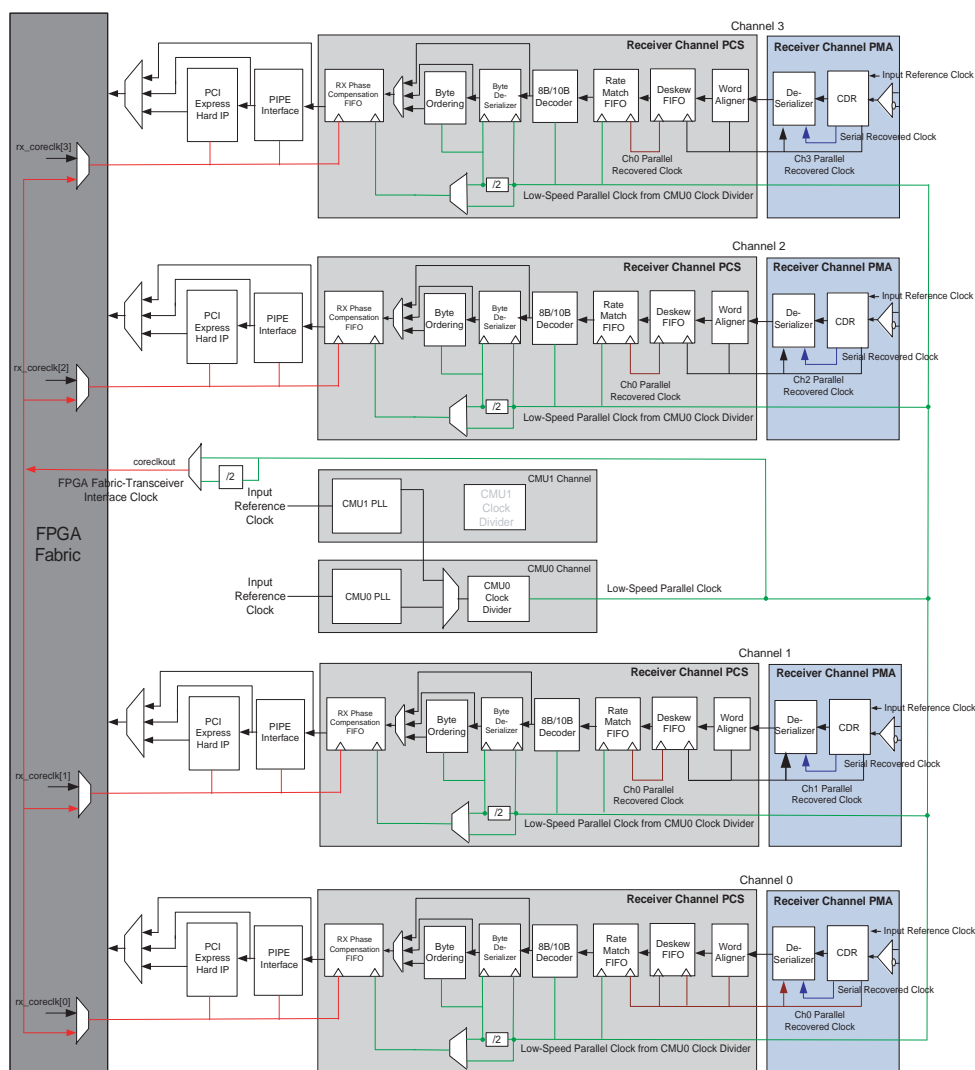 Channel 3
Receiver Channel PCS
Receiver Channel PMA
PCI
Express
Hard IP
PIPE
Interface
RX Phase
Compensation
FIFO
Byte
Ordering
Byte
De-
Serializer
8B/10B
Decoder
Rate
Match
FIFO
Deskew
FIFO
Word
Aligner
De-
Serializer
CDR
Input Reference Clock
Serial Recovered Clock
rx_coreclk[3]
/2
Ch0 Parallel
Recovered Clock
Ch3 Parallel
Recovered Clock
Low-Speed Parallel Clock from CMU0 Clock Divider
Channel 2
Receiver Channel PCS
Receiver Channel PMA
PCI
Express
Hard IP
PIPE
Interface
RX Phase
Compensation
FIFO
Byte
Ordering
Byte
De-
Serializer
8B/10B
Decoder
Rate
Match
FIFO
Deskew
FIFO
Word
Aligner
De-
Serializer
CDR
Input Reference Clock
Serial Recovered Clock
rx_coreclk[2]
/2
Ch0 Parallel
Recovered Clock
Ch2 Parallel
Recovered Clock
Low-Speed Parallel Clock from CMU0 Clock Divider
coreclkout
/2
FPGA Fabric-Transceiver
Interface Clock
FPGA
Fabric
Input
Reference
Clock
CMU1 PLL
CMU1 Channel
CMU1
Clock
Divider
Input
Reference
Clock
CMU0 PLL
CMU0 Channel
CMU0
Clock
Divider
Low-Speed Parallel Clock
Channel 1
Receiver Channel PCS
Receiver Channel PMA
PCI
Express
Hard IP
PIPE
Interface
RX Phase
Compensation
FIFO
Byte
Ordering
Byte
De-
Serializer
8B/10B
Decoder
Rate
Match
FIFO
Deskew
FIFO
Word
Aligner
De-
Serializer
CDR
Input Reference Clock
Serial Recovered Clock
rx_coreclk[1]
/2
Ch0 Parallel
Recovered Clock
Ch1 Parallel
Recovered Clock
Low-Speed Parallel Clock from CMU0 Clock Divider
Channel 0
Receiver Channel PCS
Receiver Channel PMA
PCI
Express
Hard IP
PIPE
Interface
RX Phase
Compensation
FIFO
Byte
Ordering
Byte
De-
Serializer
8B/10B
Decoder
Rate
Match
FIFO
Deskew
FIFO
Word
Aligner
De-
Serializer
CDR
Input Reference Clock
Serial Recovered Clock
rx_coreclk[0]
/2
Ch0 Parallel
Recovered Clock
Low-Speed Parallel Clock from CMU0 Clock Divider